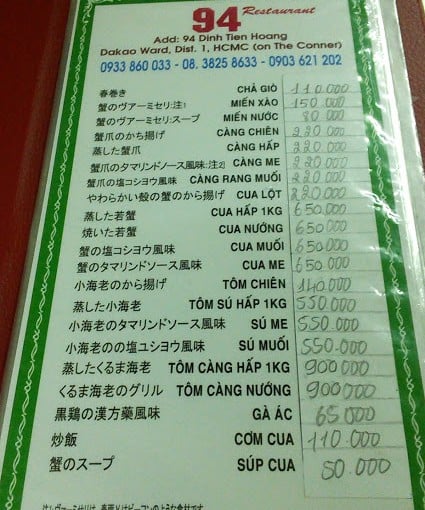 94 Restaurant
Add: 94 Dinh Tien Hoang
Dakao Ward, Dist. 1, HCMC (on The Conner)
0933 860 033 - 08. 3825 8633 - 0903 621 202
春巻き CHẢ GIÒ 110.000
蟹のヴァーミセリ:注1 MIẾN XÀO 150.000
蟹のヴァーミセリ:スープ MIẾN NƯỚC 80 000
蟹爪のから揚げ CÀNG CHIÊN 220.000
蒸した蟹爪 CÀNG HẤP 220.000
蟹爪のタマリンドソース風味:注2) CÀNG ME 220.000
蟹爪の塩コショウ風味 CÀNG RANG MUỐI 220.000
やわらかい殻の蟹のから揚げ CUA LỘT 220.000
蒸した若蟹 CUA HẤP 1KG 650.000
焼いた若蟹 CUA NƯỚNG 650.000
蟹の塩コショウ風味 CUA MUỐI 650.000
蟹のタマリンドソース風味 CUA ME 650.000
小海老のから揚げ TÔM CHIÊN 140.000
蒸した小海老 TÔM SÚ HẤP 1KG 550.000
小海老のタマリンドソース風味 SÚ ME 550.000
小海老のの塩ユショウ風味 SÚ MUỐI 550.000
蒸したくるま海老 TÔM CÀNG HẤP 1KG 900 000
くるま海老のグリル TÔM CÀNG NƯỚNG 900000
黒鶏の漢方薬風味 GÀ ÁC 65 000
炒飯 CƠM CUA 110.000
蟹のスープ SÚP CUA 50.000